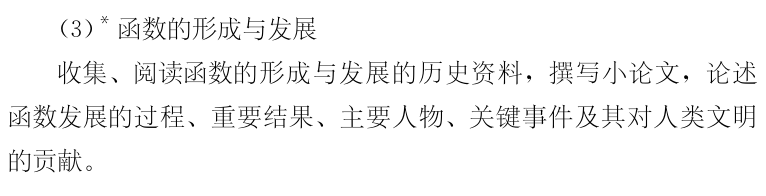 (3)* 函数的形成与发展
收集、阅读函数的形成与发展的历史资料，撰写小论文，论述
函数发展的过程、重要结果、主要人物、关键事件及其对人类文明
的贡献。